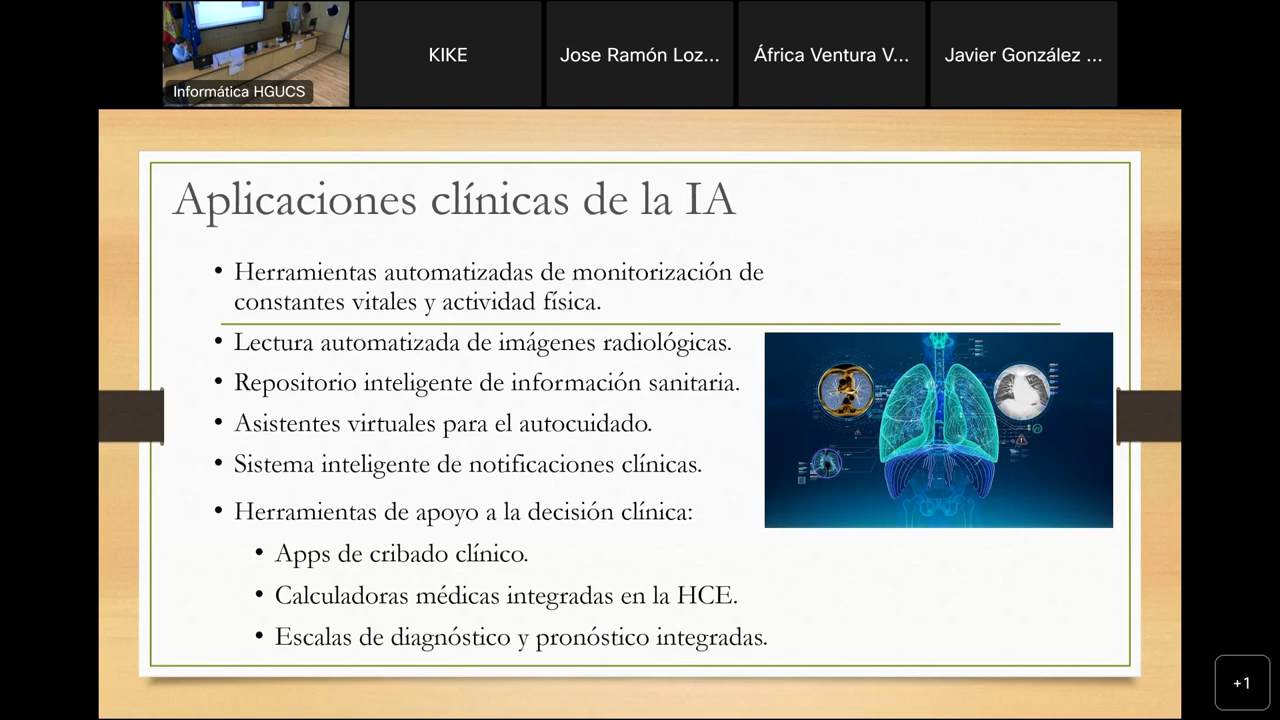 Informática HGUCS
KIKE
Jose Ramón Loz...
África Ventura V...
Javier González ...
Aplicaciones clínicas de la IA
• Herramientas automatizadas de monitorización de
constantes vitales y actividad física.
• Lectura automatizada de imágenes radiológicas.
• Repositorio inteligente de información sanitaria.
• Asistentes virtuales para el autocuidado.
• Sistema inteligente de notificaciones clínicas.
• Herramientas de apoyo a la decisión clínica:
• Apps de cribado clínico.
• Calculadoras médicas integradas en la HCE.
• Escalas de diagnóstico y pronóstico integradas.
+1